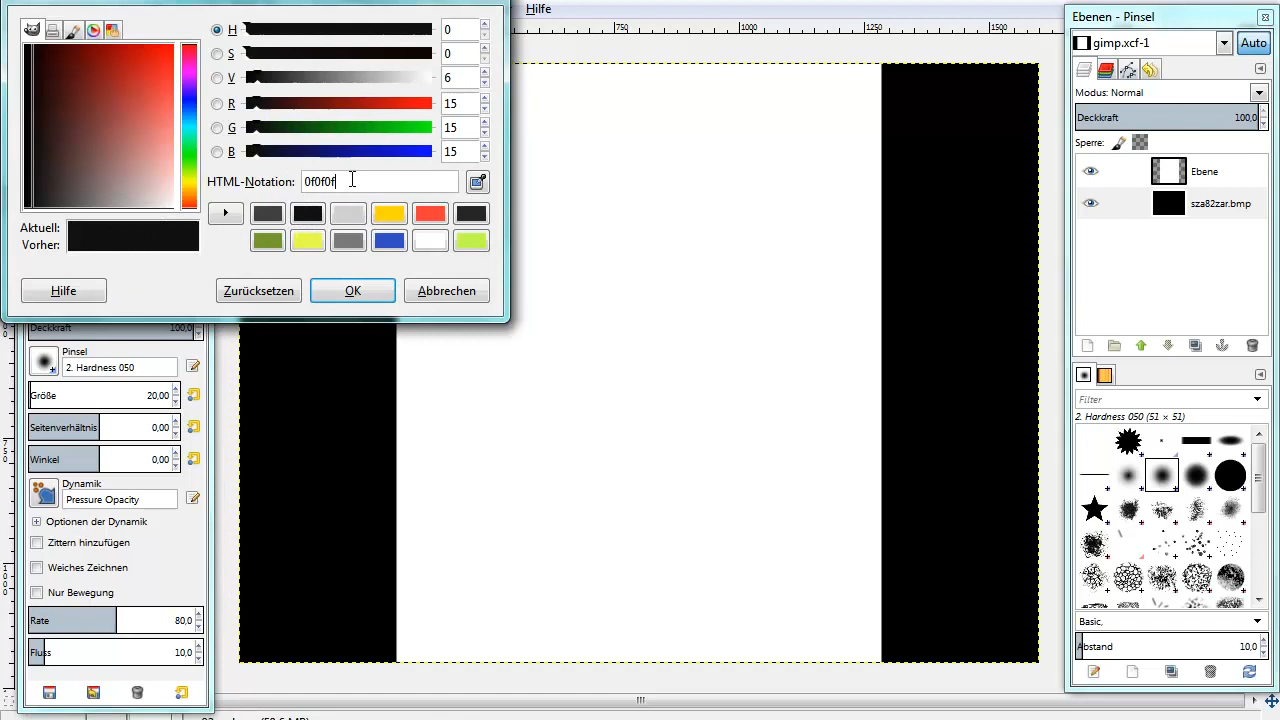 Hilfe
H
0
S
0
V
6
R
15
G
15
B
15
HTML-Notation: 0f0f0f
Aktuell:
Vorher:
Hilfe
Zurücksetzen
OK
Abbrechen
Deckkraft 100,0
Pinsel
2. Hardness 050
Größe 20,00
Seitenverhältnis 0,00
Winkel 0,00
Dynamik
Pressure Opacity
Optionen der Dynamik
Zittern hinzufügen
Weiches Zeichnen
Nur Bewegung
Rate 80,0
Fluss 10,0
750
1000
1250
1500
Ebenen - Pinsel
gimp.xcf-1
Auto
Modus: Normal
Deckkraft 100,0
Sperre:
Ebene
sza82zar.bmp
Filter
2. Hardness 050 (51 × 51)
Basic,
Abstand 10,0